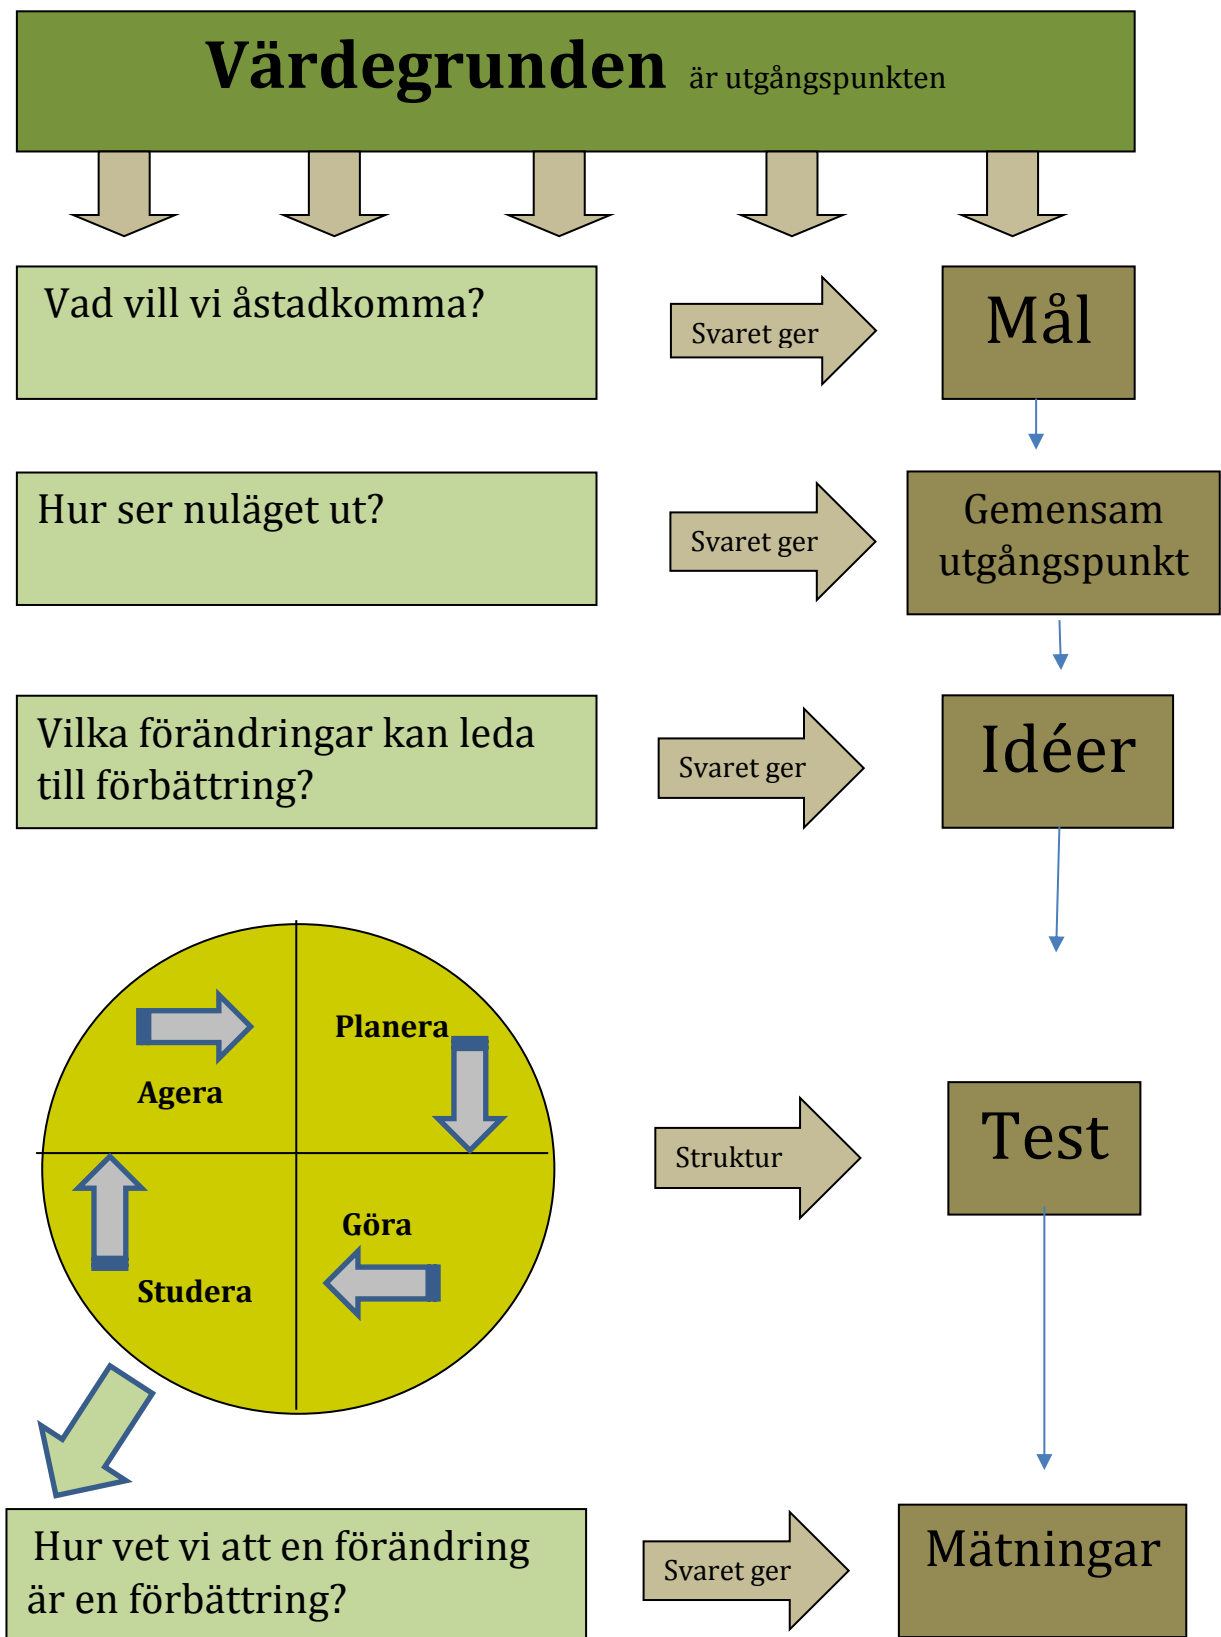 Värdegrunden är utgångspunkten
Vad vill vi åstadkomma?
Svaret ger
Mål
Hur ser nuläget ut?
Svaret ger
Gemensam
utgångspunkt
Vilka förändringar kan leda
till förbättring?
Svaret ger
Idéer
Planera
Agera
Göra
Studera
Struktur
Test
Hur vet vi att en förändring
är en förbättring?
Svaret ger
Mätningar